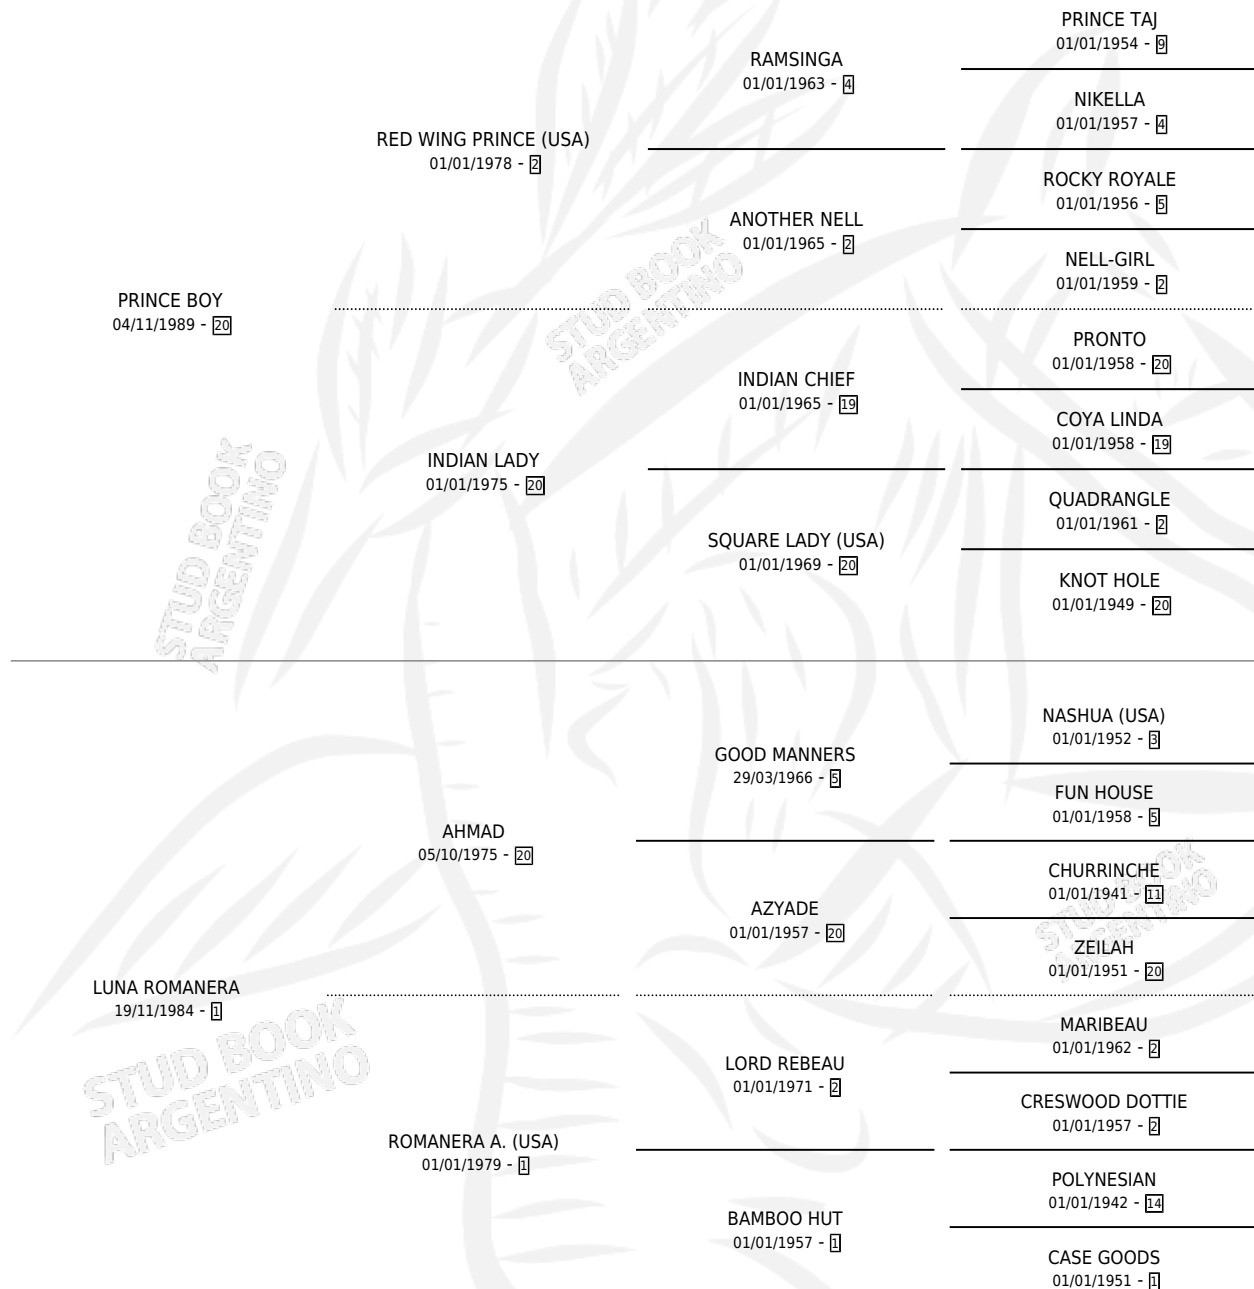 PRINCE TAJ
01/01/1954 - 9
RAMSINGA
01/01/1963 - 4
NIKELLA
01/01/1957 - 4
RED WING PRINCE (USA)
01/01/1978 - 2
ROCKY ROYALE
01/01/1956 - 5
ANOTHER NELL
01/01/1965 - 2
NELL-GIRL
01/01/1959 - 2
PRINCE BOY
04/11/1989 - 20
PRONTO
01/01/1958 - 20
INDIAN CHIEF
01/01/1965 - 19
COYA LINDA
01/01/1958 - 19
INDIAN LADY
01/01/1975 - 20
QUADRANGLE
01/01/1961 - 2
SQUARE LADY (USA)
01/01/1969 - 20
KNOT HOLE
01/01/1949 - 20
STUD BOOK
ARGENTINO
STUD BOOK
ARGENTINO
NASHUA (USA)
01/01/1952 - 3
GOOD MANNERS
29/03/1966 - 5
FUN HOUSE
01/01/1958 - 5
AHMAD
05/10/1975 - 20
CHURRINCHE
01/01/1941 - 11
AZYADE
01/01/1957 - 20
ZEILAH
01/01/1951 - 20
LUNA ROMANERA
19/11/1984 - 1
MARIBEAU
01/01/1962 - 2
LORD REBEAU
01/01/1971 - 2
CRESWOOD DOTTIE
01/01/1957 - 2
ROMANERA A. (USA)
01/01/1979 - 1
POLYNESIAN
01/01/1942 - 14
BAMBOO HUT
01/01/1957 - 1
CASE GOODS
01/01/1951 - 1
STUD BOOK
ARGENTINO
STUD BOOK
ARGENTINO